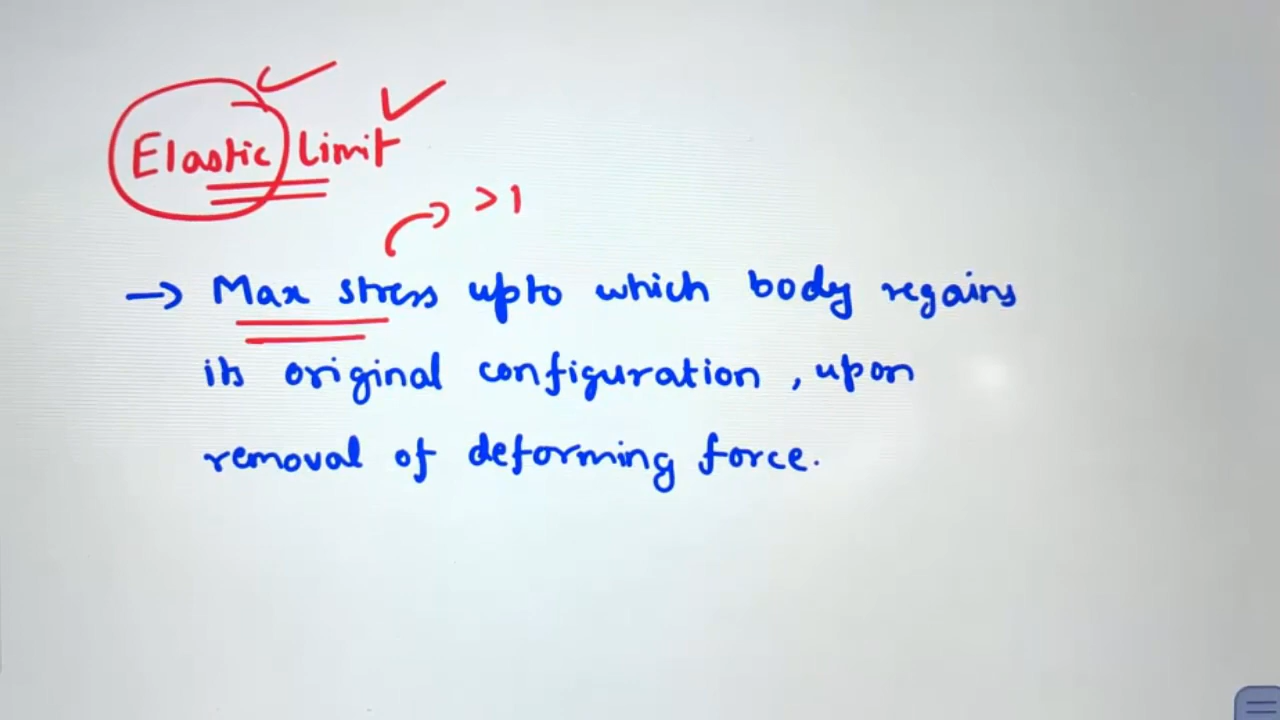 Elastic Limit
> 1
→ Max stress upto which body regains
its original configuration, upon
removal of deforming force.